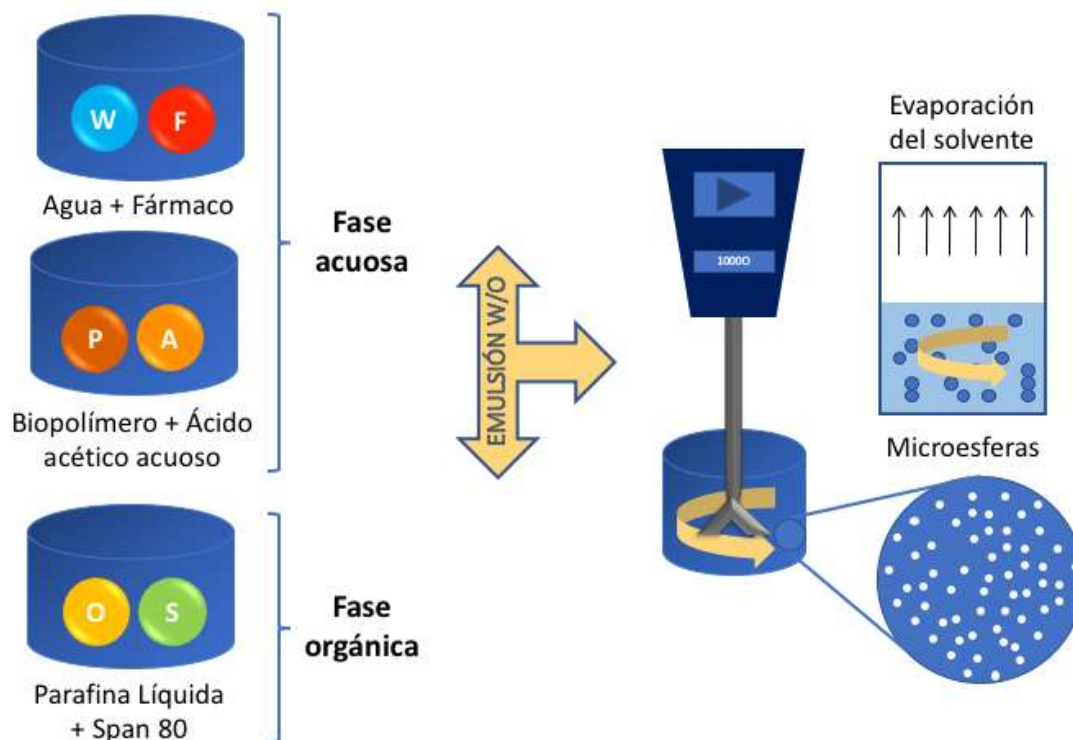 W F
Agua + Fármaco
P A
Biopolímero + Ácido
acético acuoso
Fase
acuosa
O S
Parafina Líquida
+ Span 80
Fase
orgánica
EMULSIÓN W/O
10000
Evaporación
del solvente
Microesferas